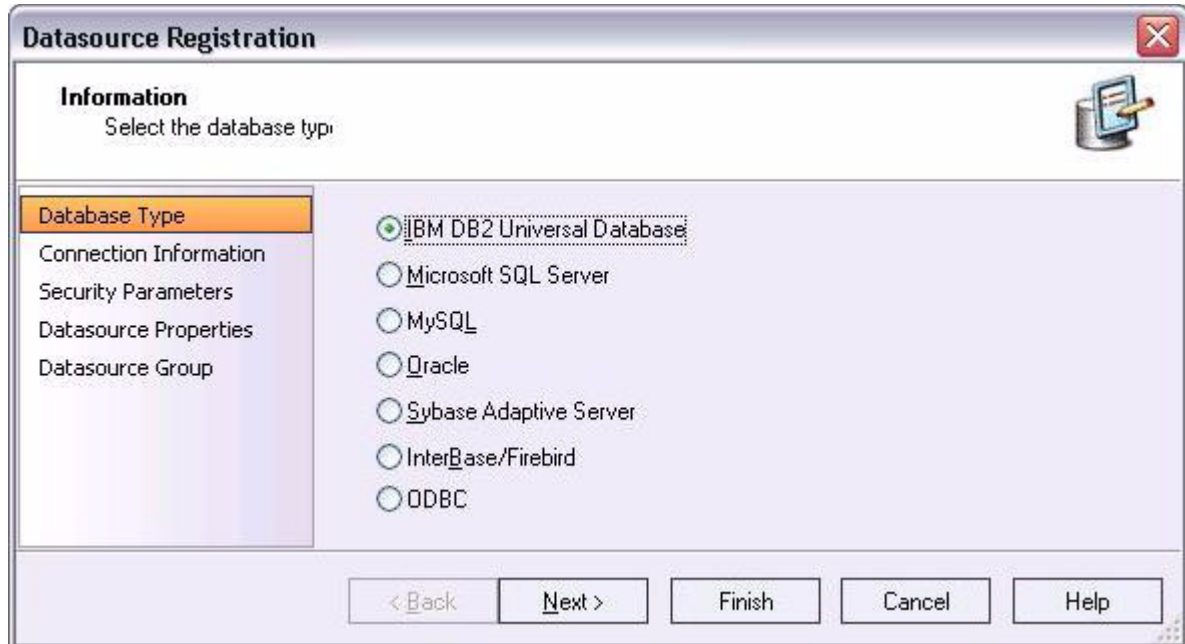 Datasource Registration
Information
Select the database typ
Database Type
Connection Information
Security Parameters
Datasource Properties
Datasource Group
IBM DB2 Universal Database
Microsoft SQL Server
MySQL
Oracle
Sybase Adaptive Server
InterBase/Firebird
ODBC
< Back
Next >
Finish
Cancel
Help